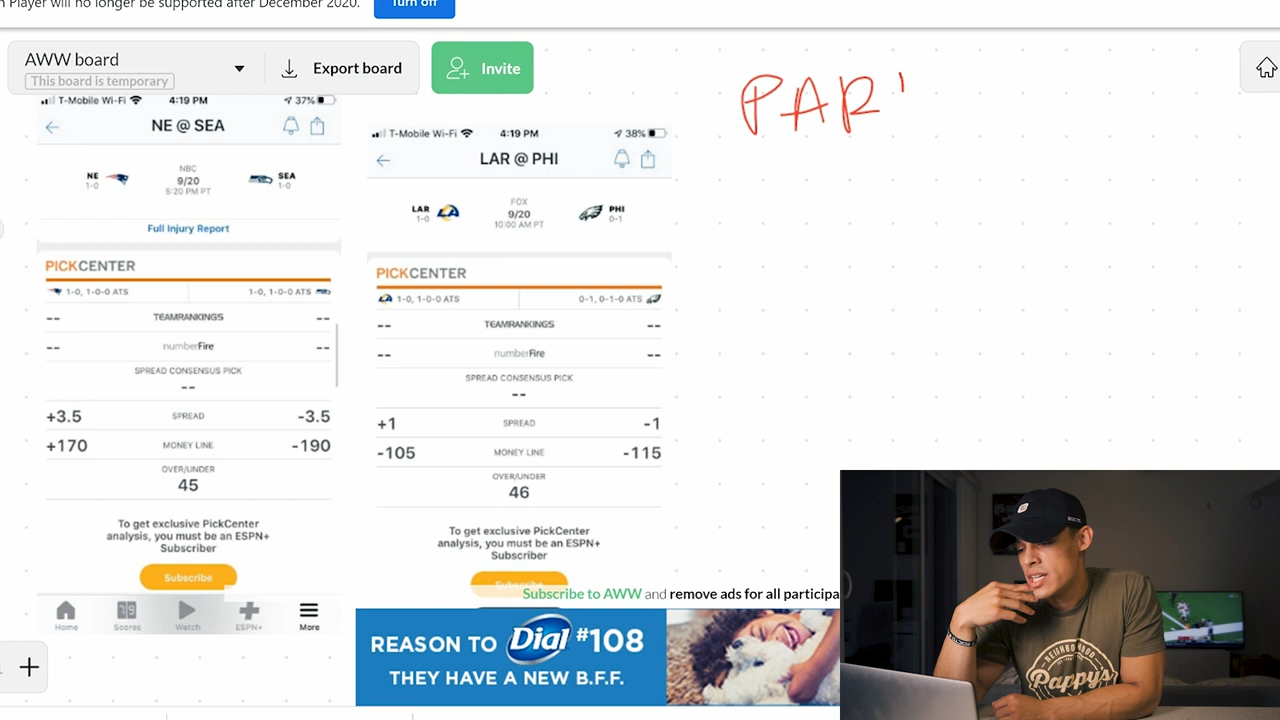 Player will no longer be supported after December 2020.
Turn off
AWW board
This board is temporary
Export board
Invite
PAR
T-Mobile Wi-Fi 4:19 PM 37%
NE @ SEA
NE
1-0
NBC
9/20
5:20 PM PT
SEA
1-0
Full Injury Report
PICKCENTER
1-0, 1-0-0 ATS 1-0, 1-0-0 ATS
-- TEAMRANKINGS --
-- numberFire --
SPREAD CONSENSUS PICK
--
+3.5 SPREAD -3.5
+170 MONEY LINE -190
OVER/UNDER
45
To get exclusive PickCenter
analysis, you must be an ESPN+
Subscriber
Subscribe
Home Scores Watch ESPN+ More
T-Mobile Wi-Fi 4:19 PM 38%
LAR @ PHI
LAR
1-0
FOX
9/20
10:00 AM PT
PHI
0-1
PICKCENTER
1-0, 1-0-0 ATS 0-1, 0-1-0 ATS
-- TEAMRANKINGS --
-- numberFire --
SPREAD CONSENSUS PICK
--
+1 SPREAD -1
-105 MONEY LINE -115
OVER/UNDER
46
To get exclusive PickCenter
analysis, you must be an ESPN+
Subscriber
Subscribe
Subscribe to AWW and remove ads for all participa
REASON TO Dial #108
THEY HAVE A NEW B.F.F.
NEIGHBORHOOD
Pappy's